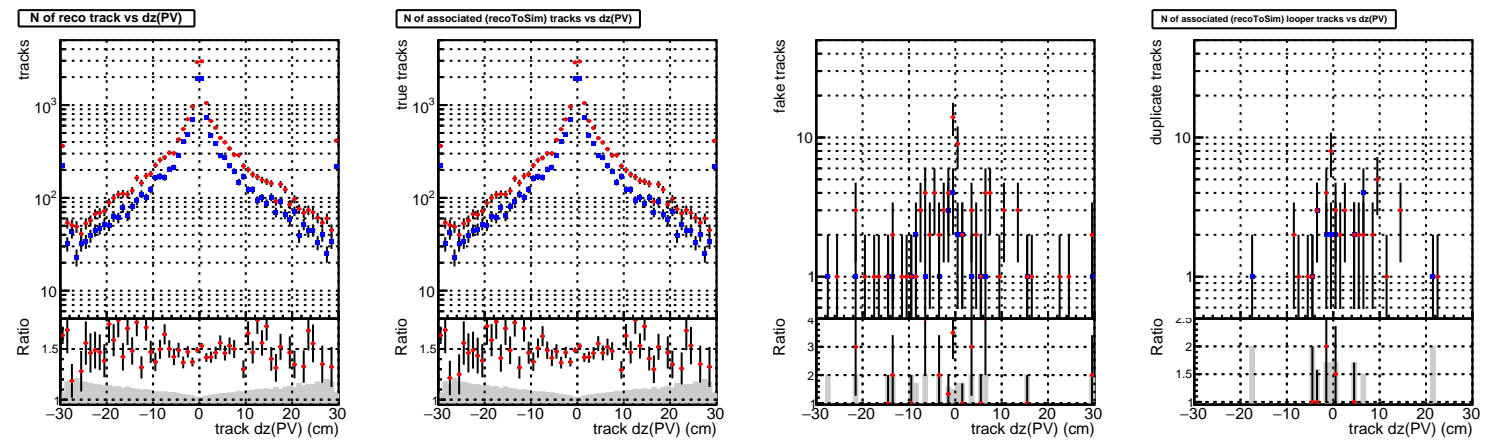 N of reco track vs dz(PV)
tracks
10³
10²
10
Ratio
1.5
1
−30 −20 −10 0 10 20 30
track dz(PV) (cm)
N of associated (recoToSim) tracks vs dz(PV)
true tracks
10³
10²
10
Ratio
1.5
1
−30 −20 −10 0 10 20 30
track dz(PV) (cm)
fake tracks
10
1
Ratio
4
3
2
1
−30 −20 −10 0 10 20 30
track dz(PV) (cm)
N of associated (recoToSim) looper tracks vs dz(PV)
duplicate tracks
10
1
Ratio
2.5
2
1.5
1
−30 −20 −10 0 10 20 30
track dz(PV) (cm)